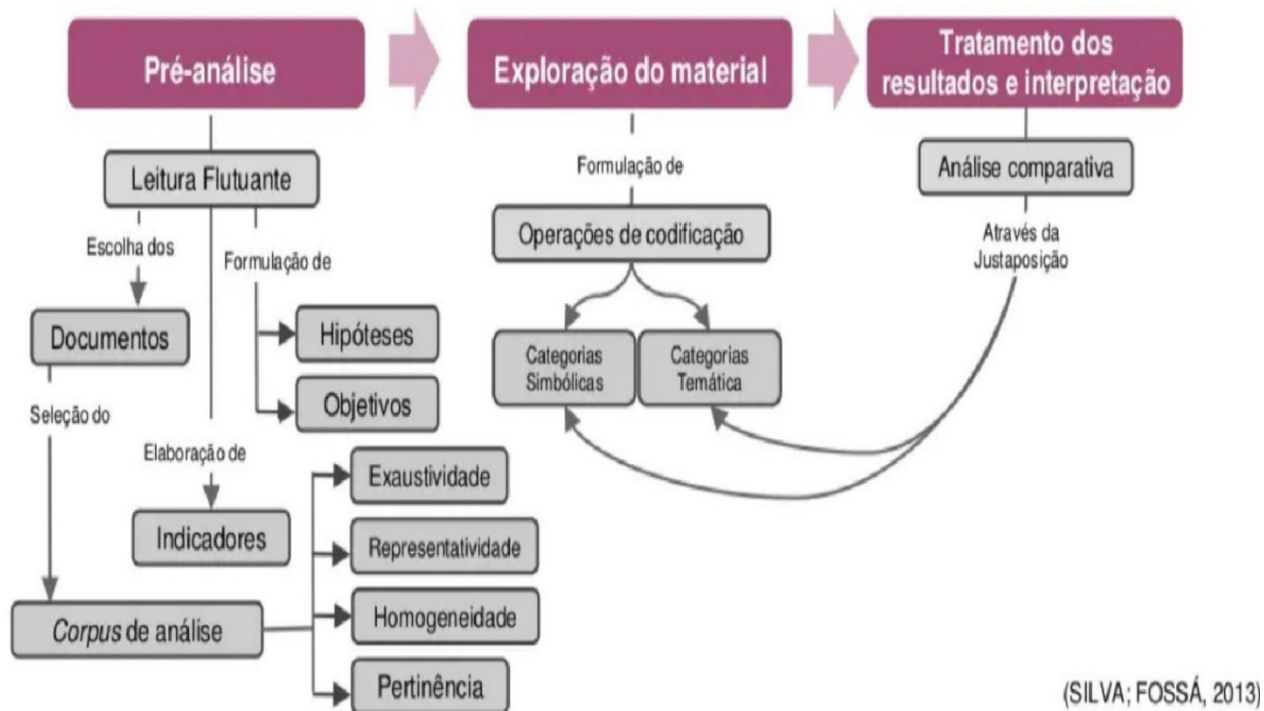 Pré-análise
Exploração do material
Tratamento dos
resultados e interpretação
Leitura Flutuante
Escolha dos
Formulação de
Documentos
Hipóteses
Objetivos
Seleção do
Elaboração de
Indicadores
Corpus de análise
Exaustividade
Representatividade
Homogeneidade
Pertinência
Formulação de
Operações de codificação
Categorias
Simbólicas
Categorias
Temática
Análise comparativa
Através da
Justaposição
(SILVA; FOSSÁ, 2013)